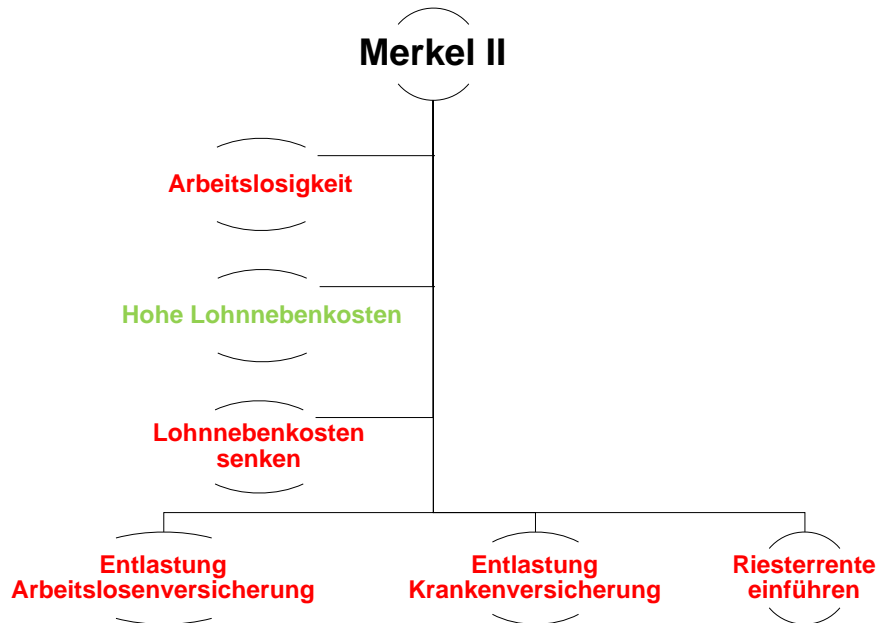 Merkel II
Arbeitslosigkeit
Hohe Lohnnebenkosten
Lohnnebenkosten
senken
Entlastung
Arbeitslosenversicherung
Entlastung
Krankenversicherung
Riesterrente
einführen